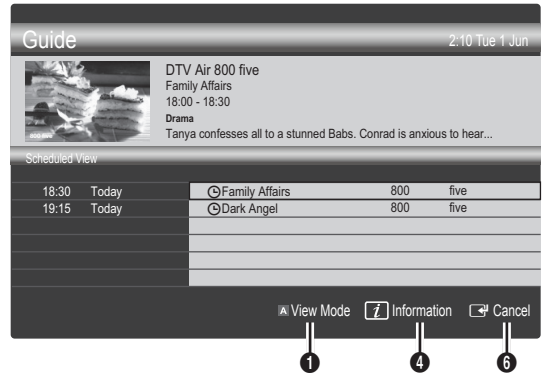 Guide 2:10 Tue 1 Jun
DTV Air 800 five
Family Affairs
18:00 - 18:30
Drama
Tanya confesses all to a stunned Babs. Conrad is anxious to hear...
Scheduled View
18:30 Today Family Affairs 800 five
19:15 Today Dark Angel 800 five
A View Mode i Information Cancel
1 4 6